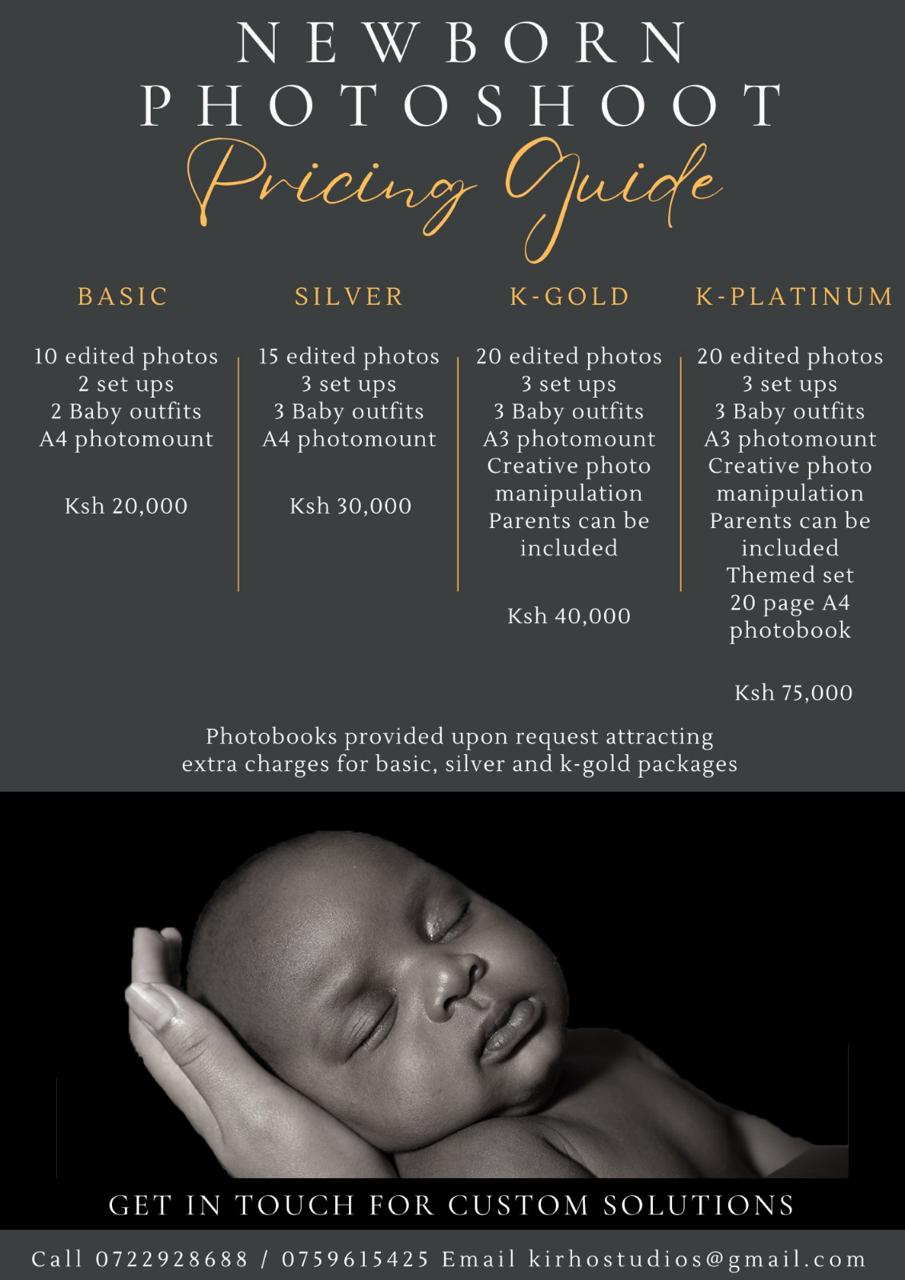 NEWBORN
PHOTOSHOOT
Pricing Guide
BASIC
10 edited photos
2 set ups
2 Baby outfits
A4 photomount
Ksh 20,000
SILVER
15 edited photos
3 set ups
3 Baby outfits
A4 photomount
Ksh 30,000
K-GOLD
20 edited photos
3 set ups
3 Baby outfits
A3 photomount
Creative photo
manipulation
Parents can be
included
Ksh 40,000
K-PLATINUM
20 edited photos
3 set ups
3 Baby outfits
A3 photomount
Creative photo
manipulation
Parents can be
included
Themed set
20 page A4
photobook
Ksh 75,000
Photobooks provided upon request attracting
extra charges for basic, silver and k-gold packages
GET IN TOUCH FOR CUSTOM SOLUTIONS
Call 0722928688 / 0759615425 Email kirhostudios@gmail.com